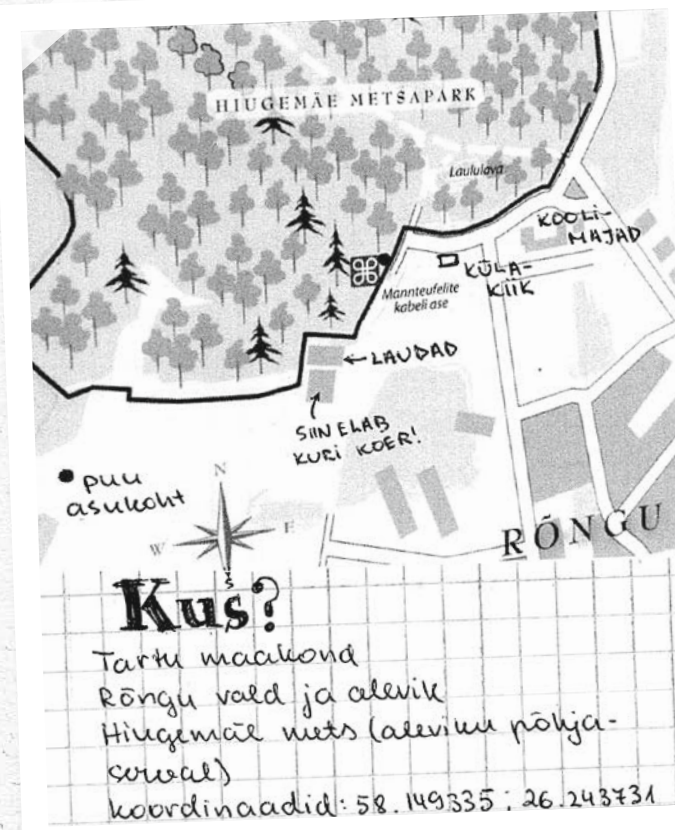 HIUGEMÄE METSAPARK
Laululava
KOOLI-
MAJAD
KÜLA-
KIIK
Mannteufelite
kabeli ase
LAUDAD
SIIN ELAB
KURI KOER!
puu
asukoht
N
W
E
S
RÕNGU
Kus?
Tartu maakond
Rõngu vald ja alevik
Hiugemäe mets (aleviku põhja-
serval)
koordinaadid: 58.149335; 26.243731